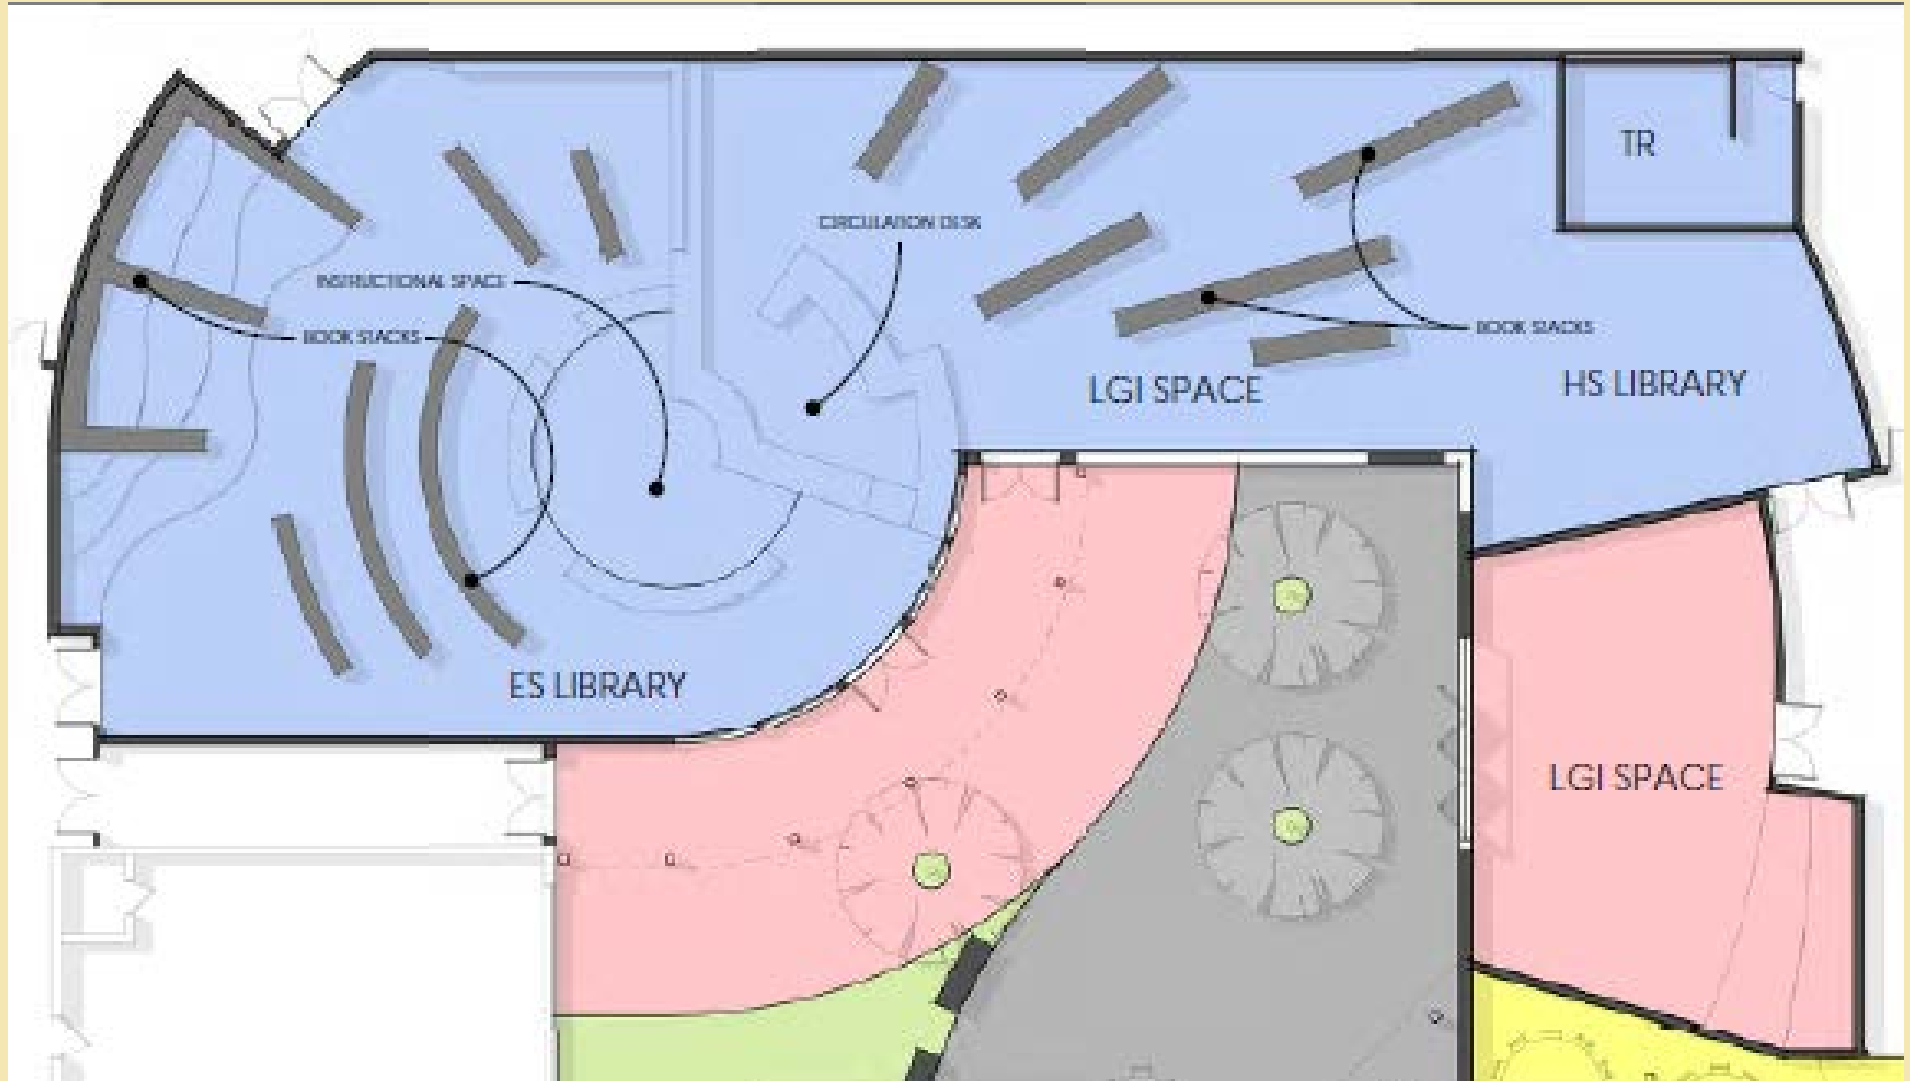 TR
CIRCULATION DESK
INSTRUCTIONAL SPACE
BOOK STACKS
BOOK STACKS
LGI SPACE
HS LIBRARY
ES LIBRARY
LGI SPACE